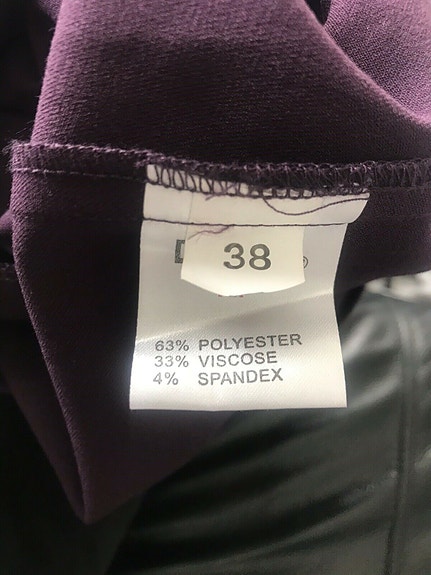 38
®
63% POLYESTER
33% VISCOSE
4% SPANDEX